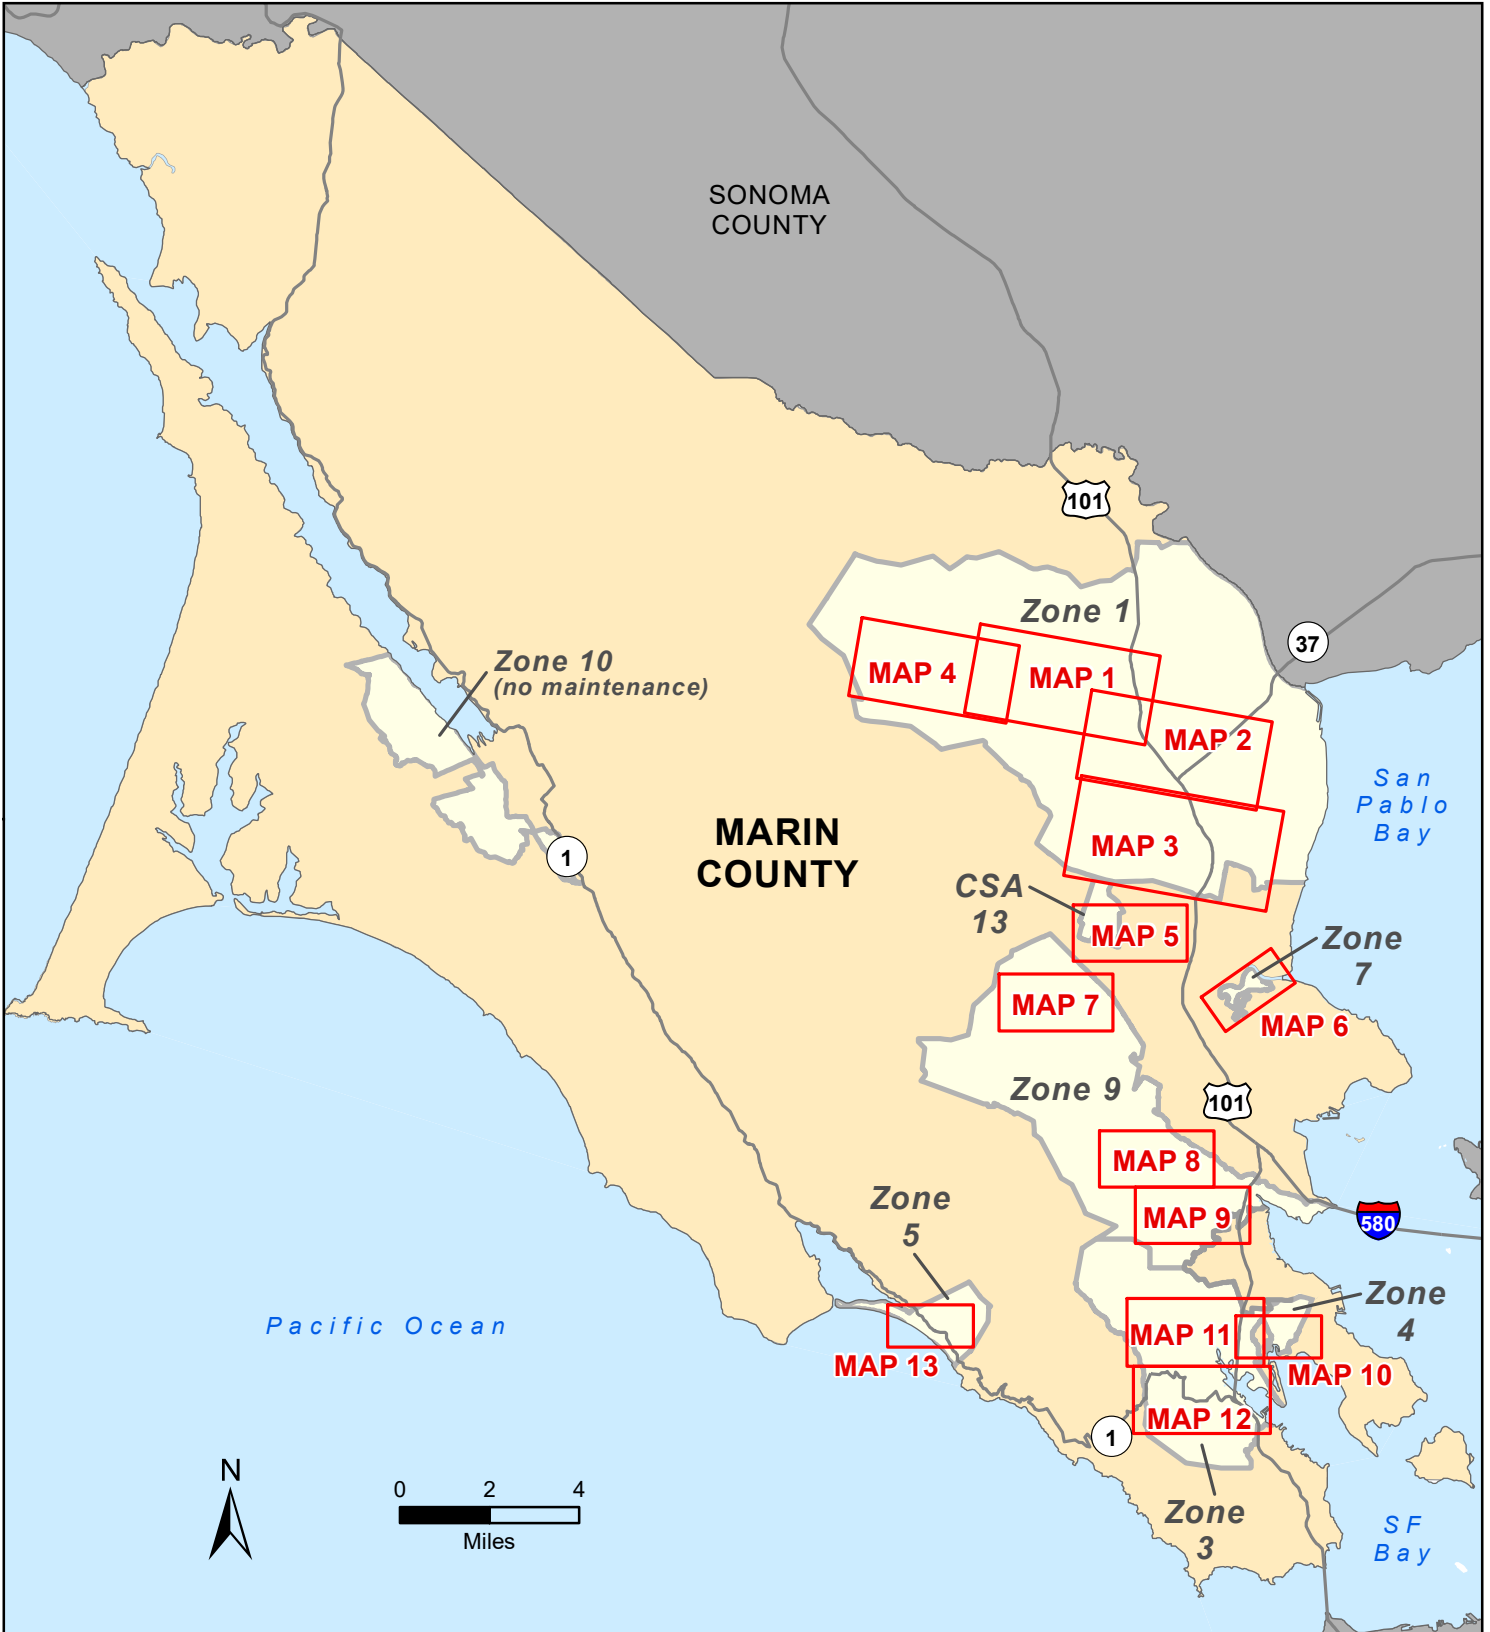 SONOMA
COUNTY
101
Zone 1
37
Zone 10
(no maintenance)
MAP 4
MAP 1
MAP 2
San
Pablo
Bay
MARIN
COUNTY
MAP 3
1
CSA
13
MAP 5
Zone
7
MAP 7
MAP 6
Zone 9
101
MAP 8
Zone
5
MAP 9
580
Zone
4
Pacific Ocean
MAP 11
MAP 13
MAP 10
MAP 12
1
N
0 2 4
Miles
Zone
3
SF
Bay